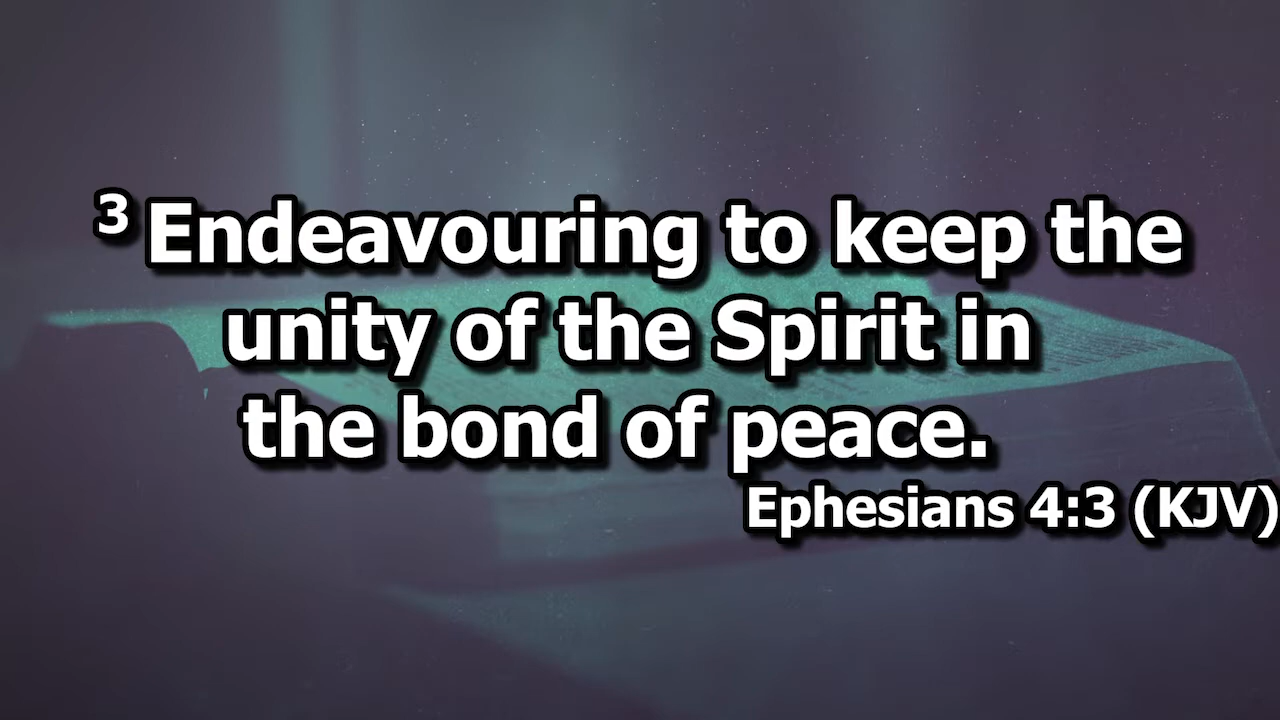 3 Endeavouring to keep the
unity of the Spirit in
the bond of peace.
Ephesians 4:3 (KJV)